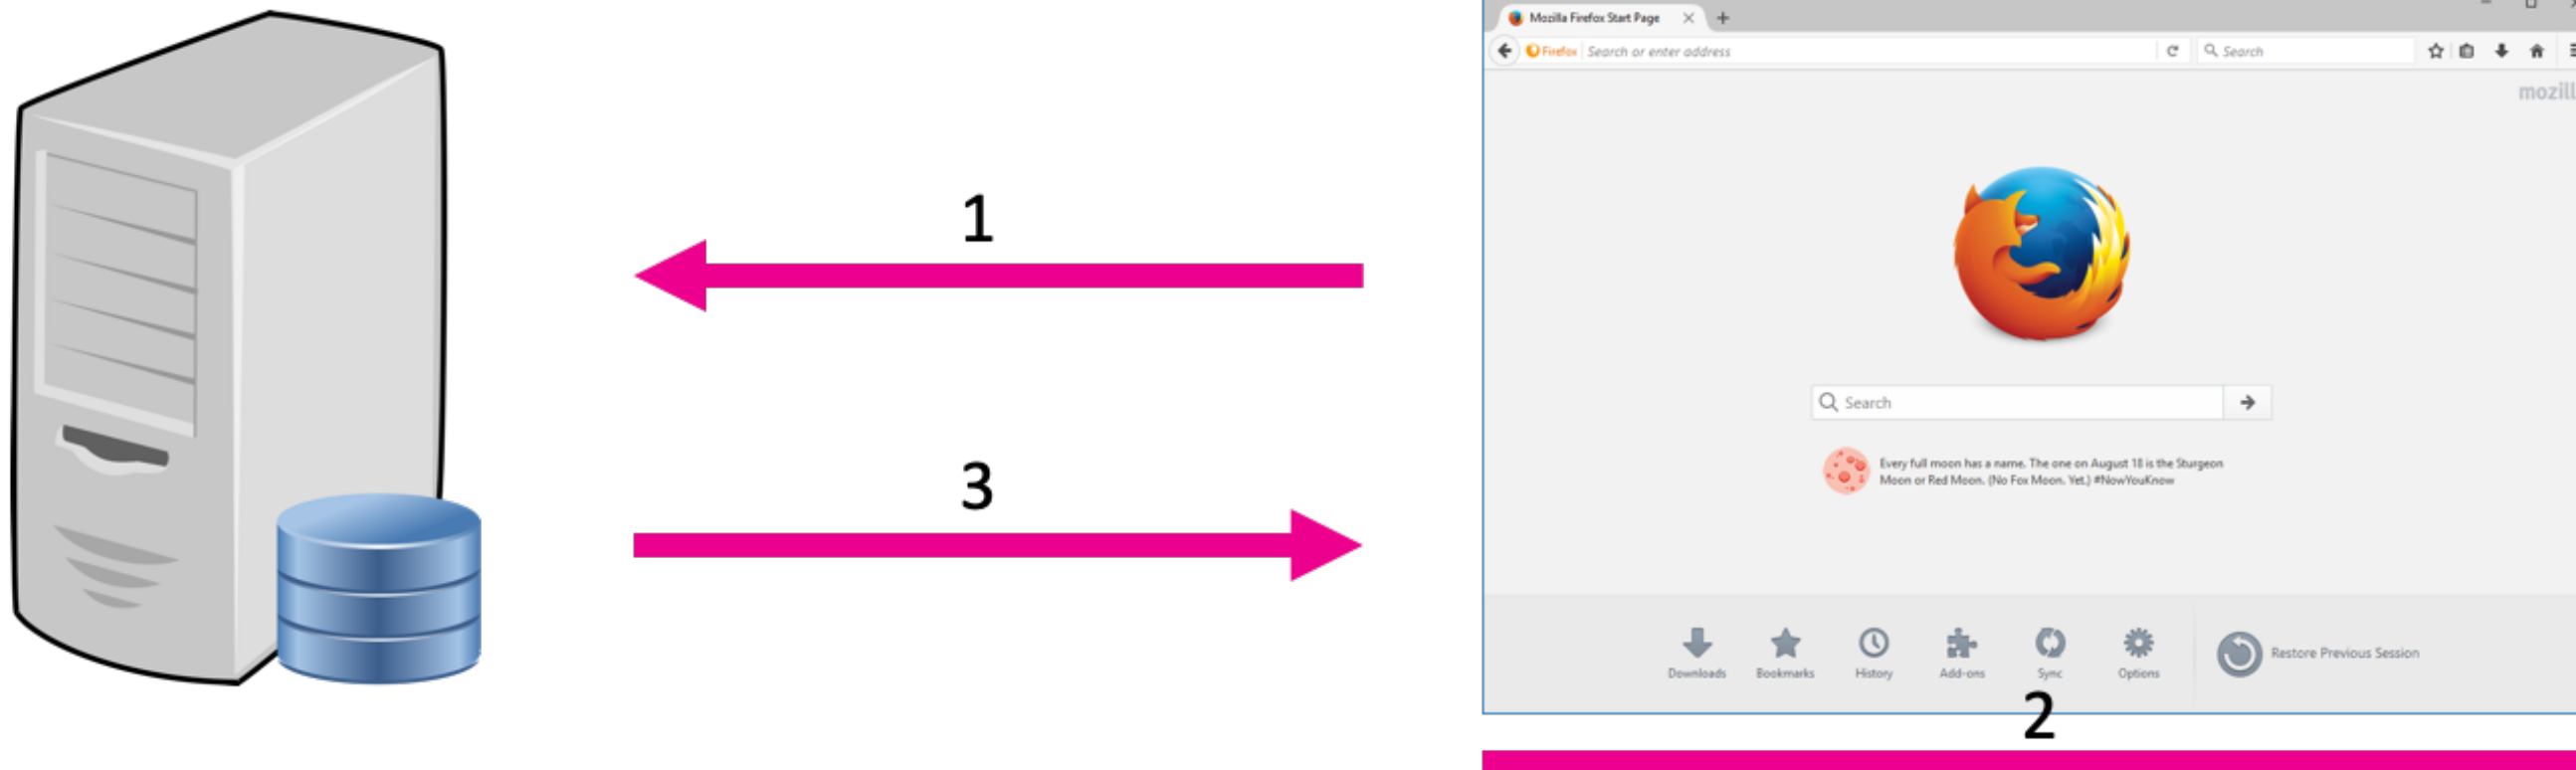 Mozilla Firefox Start Page
Firefox Search or enter address
Search
mozill
1
Search
Every full moon has a name. The one on August 18 is the Sturgeon
Moon or Red Moon. (No Fox Moon. Yet.) #NowYouKnow
3
Downloads Bookmarks History Add-ons Sync Options Restore Previous Session
2